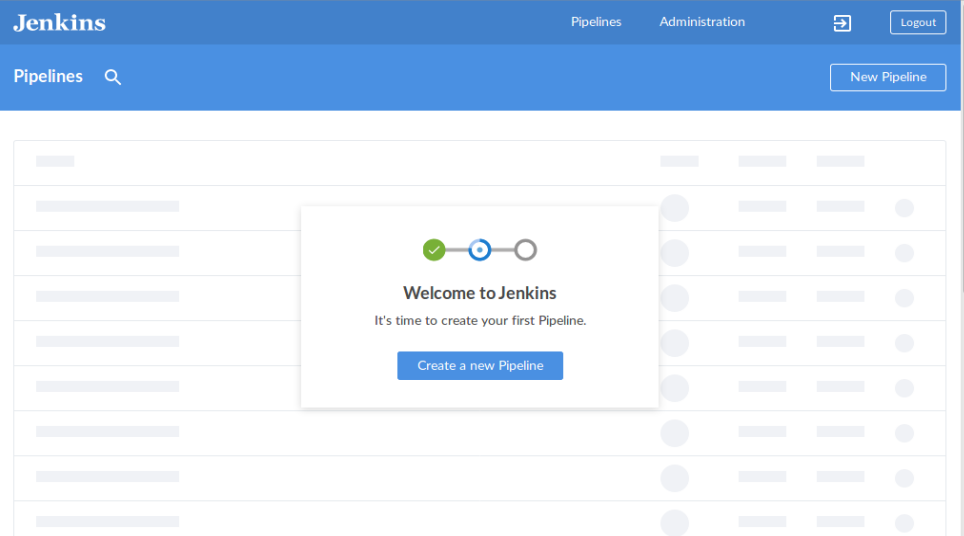 Jenkins
Pipelines
Administration
Logout
Pipelines
New Pipeline
Welcome to Jenkins
It's time to create your first Pipeline.
Create a new Pipeline